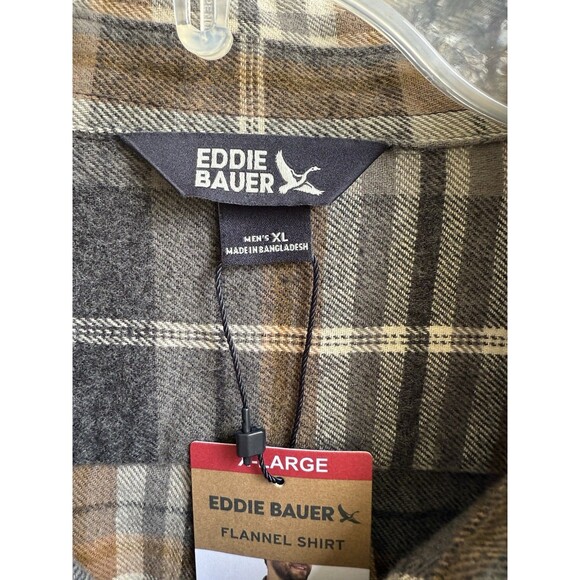 EDDIE
BAUER
MEN'S XL
MADE IN BANGLADESH
LARGE
EDDIE BAUER
FLANNEL SHIRT